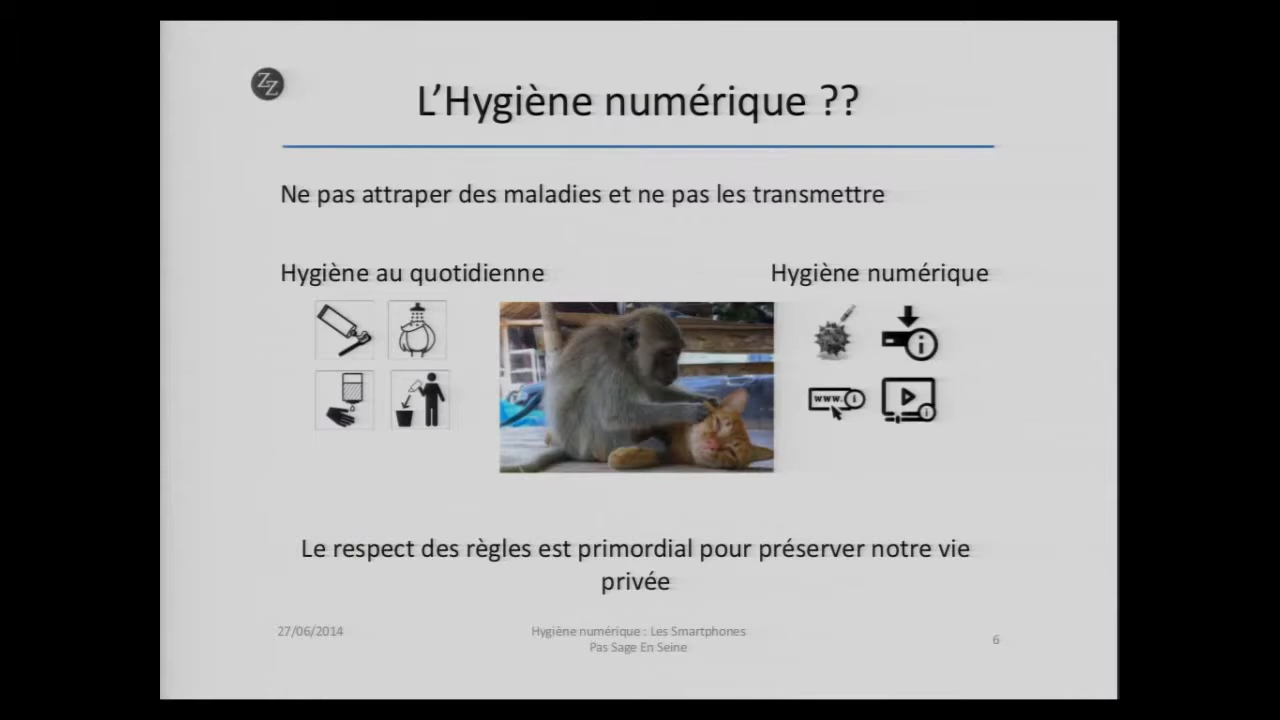 ZZ
L'Hygiène numérique ??
Ne pas attraper des maladies et ne pas les transmettre
Hygiène au quotidienne
Hygiène numérique
www.
Le respect des règles est primordial pour préserver notre vie
privée
27/06/2014
Hygiène numérique : Les Smartphones
Pas Sage En Seine
6